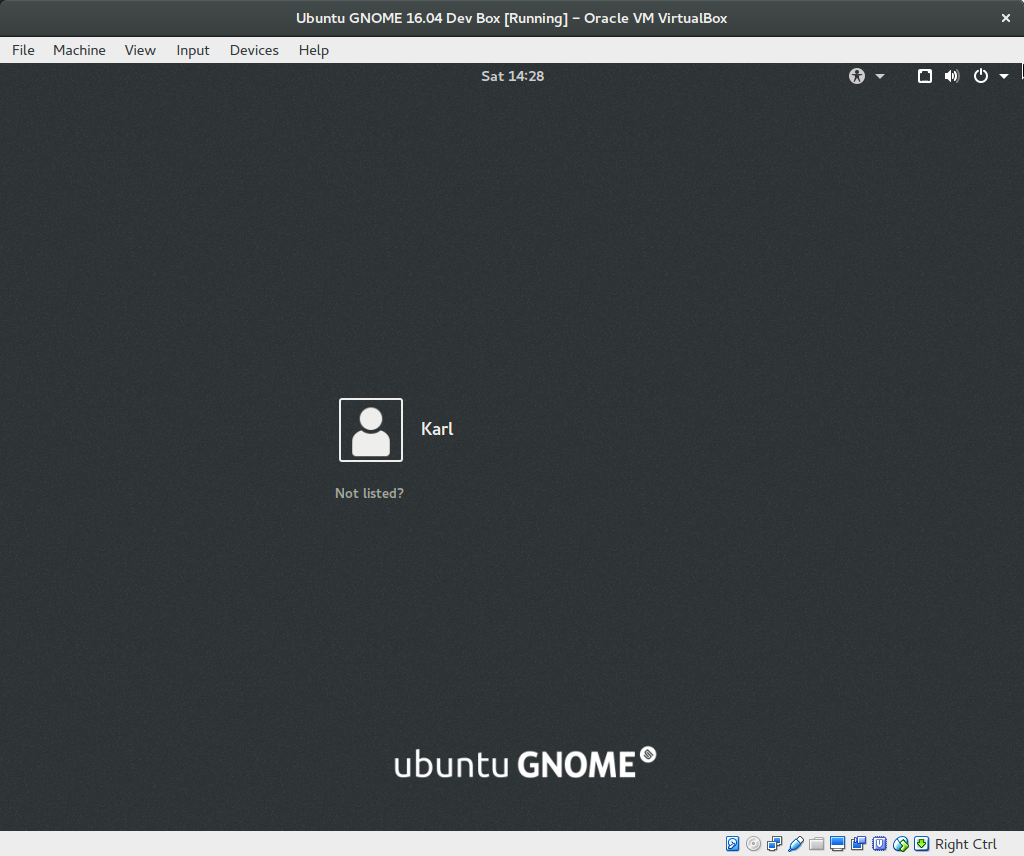 Ubuntu GNOME 16.04 Dev Box [Running] – Oracle VM VirtualBox
File Machine View Input Devices Help
Sat 14:28
Karl
Not listed?
ubuntu GNOME
Right Ctrl